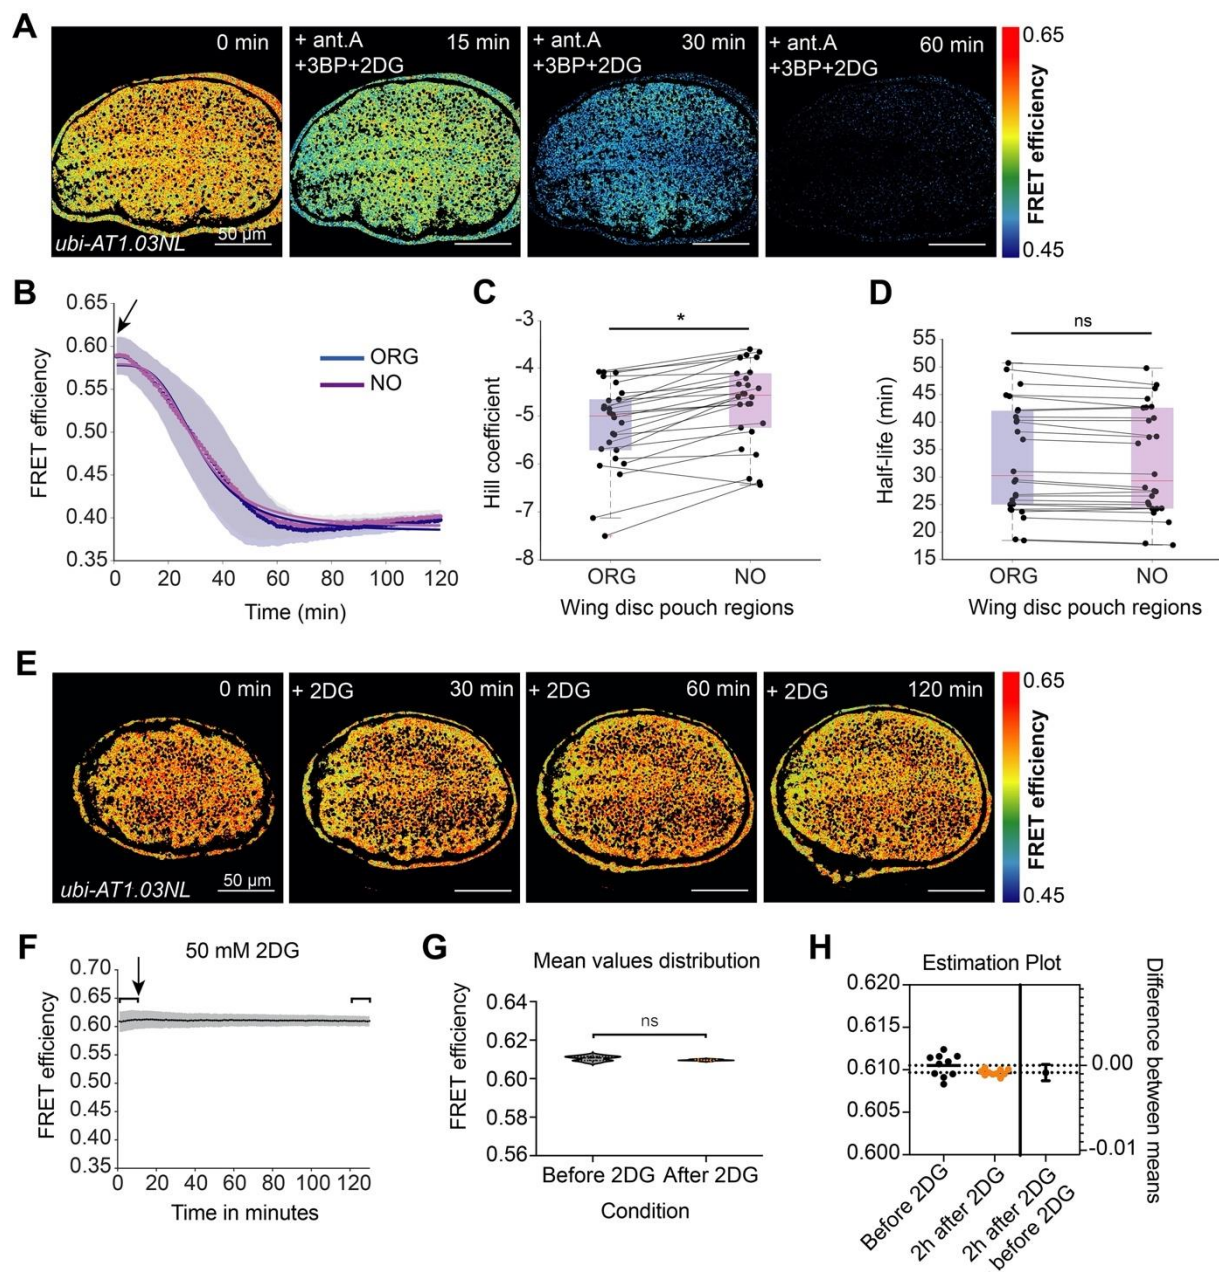 A
0 min
+ ant.A
+3BP+2DG
15 min
+ ant.A
+3BP+2DG
30 min
+ ant.A
+3BP+2DG
60 min
ubi-AT1.03NL
50 µm
0.65
FRET efficiency
0.45
B
0.65
0.60
0.55
0.50
0.45
0.40
0.35
FRET efficiency
ORG
NO
0 20 40 60 80 100 120
Time (min)
C
-3
-4
-5
-6
-7
-8
Hill coefficient
*
ORG NO
Wing disc pouch regions
D
55
50
45
40
35
30
25
20
15
Half-life (min)
ns
ORG NO
Wing disc pouch regions
E
0 min
+ 2DG
30 min
+ 2DG
60 min
+ 2DG
120 min
ubi-AT1.03NL
50 µm
0.65
FRET efficiency
0.45
F
50 mM 2DG
0.70
0.65
0.60
0.55
0.50
0.45
0.40
0.35
FRET efficiency
0 20 40 60 80 100 120
Time in minutes
G
Mean values distribution
0.64
0.62
0.60
0.58
0.56
FRET efficiency
ns
Before 2DG After 2DG
Condition
H
Estimation Plot
0.620
0.615
0.610
0.605
0.600
0.00
-0.01
Difference between means
Before 2DG
2h after 2DG
2h after 2DG
before 2DG